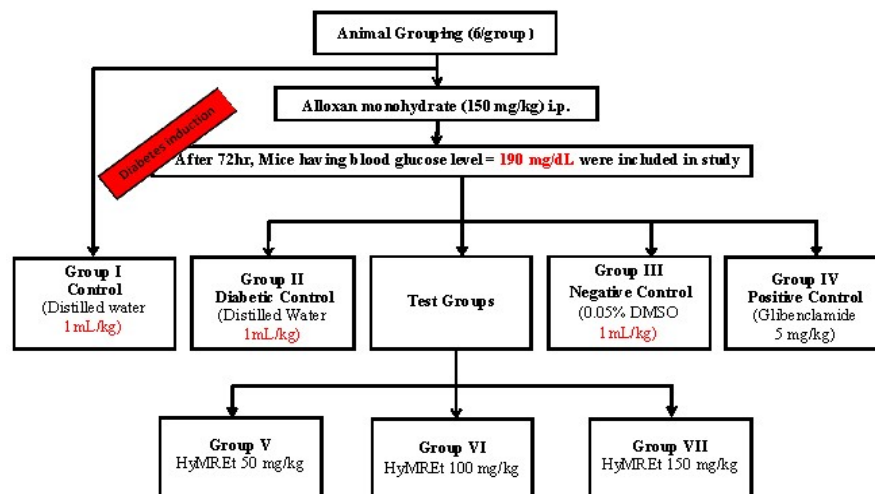 Animal Grouping (6/group)
Alloxan monohydrate (150 mg/kg) i.p.
Diabetes Induction
After 72hr, Mice having blood glucose level = 190 mg/dL were included in study
Group I
Control
(Distilled water
1mL/kg)
Group II
Diabetic Control
(Distilled Water
1mL/kg)
Test Groups
Group III
Negative Control
(0.05% DMSO
1mL/kg)
Group IV
Positive Control
(Glibenclamide
5 mg/kg)
Group V
HyMREt 50 mg/kg
Group VI
HyMREt 100 mg/kg
Group VII
HyMREt 150 mg/kg